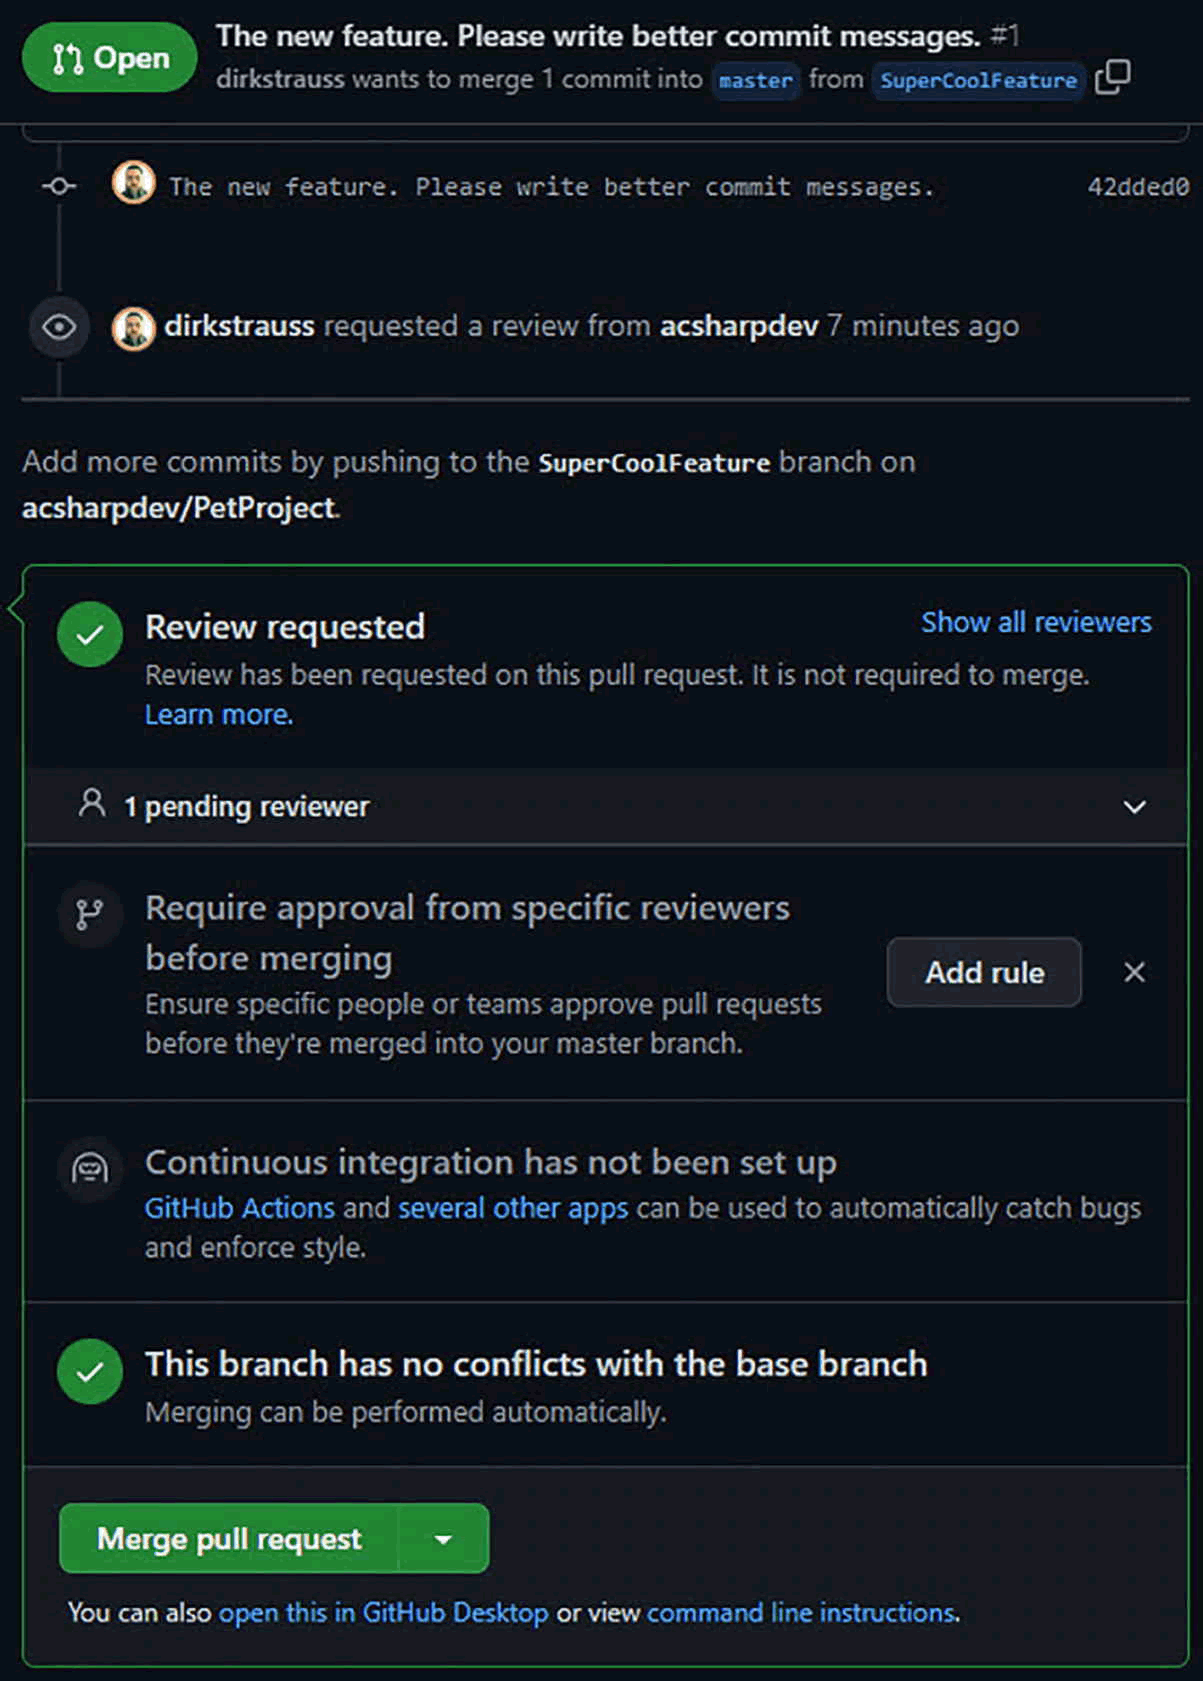 Open
The new feature. Please write better commit messages. #1
dirkstrauss wants to merge 1 commit into master from SuperCoolFeature
The new feature. Please write better commit messages. 42dded0
dirkstrauss requested a review from acsharpdev 7 minutes ago
Add more commits by pushing to the SuperCoolFeature branch on
acsharpdev/PetProject.
Review requested
Show all reviewers
Review has been requested on this pull request. It is not required to merge.
Learn more.
1 pending reviewer
Require approval from specific reviewers
before merging
Ensure specific people or teams approve pull requests
before they're merged into your master branch.
Add rule
Continuous integration has not been set up
GitHub Actions and several other apps can be used to automatically catch bugs
and enforce style.
This branch has no conflicts with the base branch
Merging can be performed automatically.
Merge pull request
You can also open this in GitHub Desktop or view command line instructions.